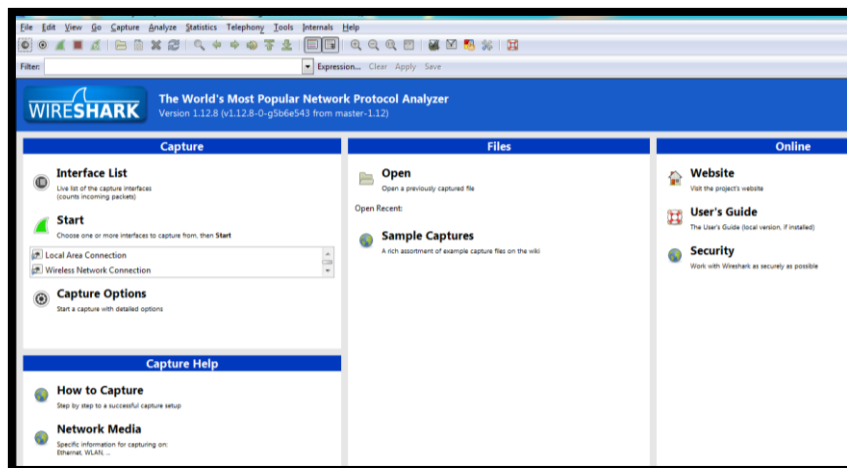 File Edit View Go Capture Analyze Statistics Telephony Tools Internals Help
Filter: Expression... Clear Apply Save
WIRESHARK
The World's Most Popular Network Protocol Analyzer
Version 1.12.8 (v1.12.8-0-g5b6e543 from master-1.12)
Capture
Interface List
Live list of the capture interfaces
(counts incoming packets)
Start
Choose one or more interfaces to capture from, then Start
Local Area Connection
Wireless Network Connection
Capture Options
Start a capture with detailed options
Capture Help
How to Capture
Step by step to a successful capture setup
Network Media
Specific information for capturing on:
Ethernet, WLAN, ...
Files
Open
Open a previously captured file
Open Recent:
Sample Captures
A rich assortment of example capture files on the wiki
Online
Website
Visit the project's website
User's Guide
The User's Guide (local version, if installed)
Security
Work with Wireshark as securely as possible